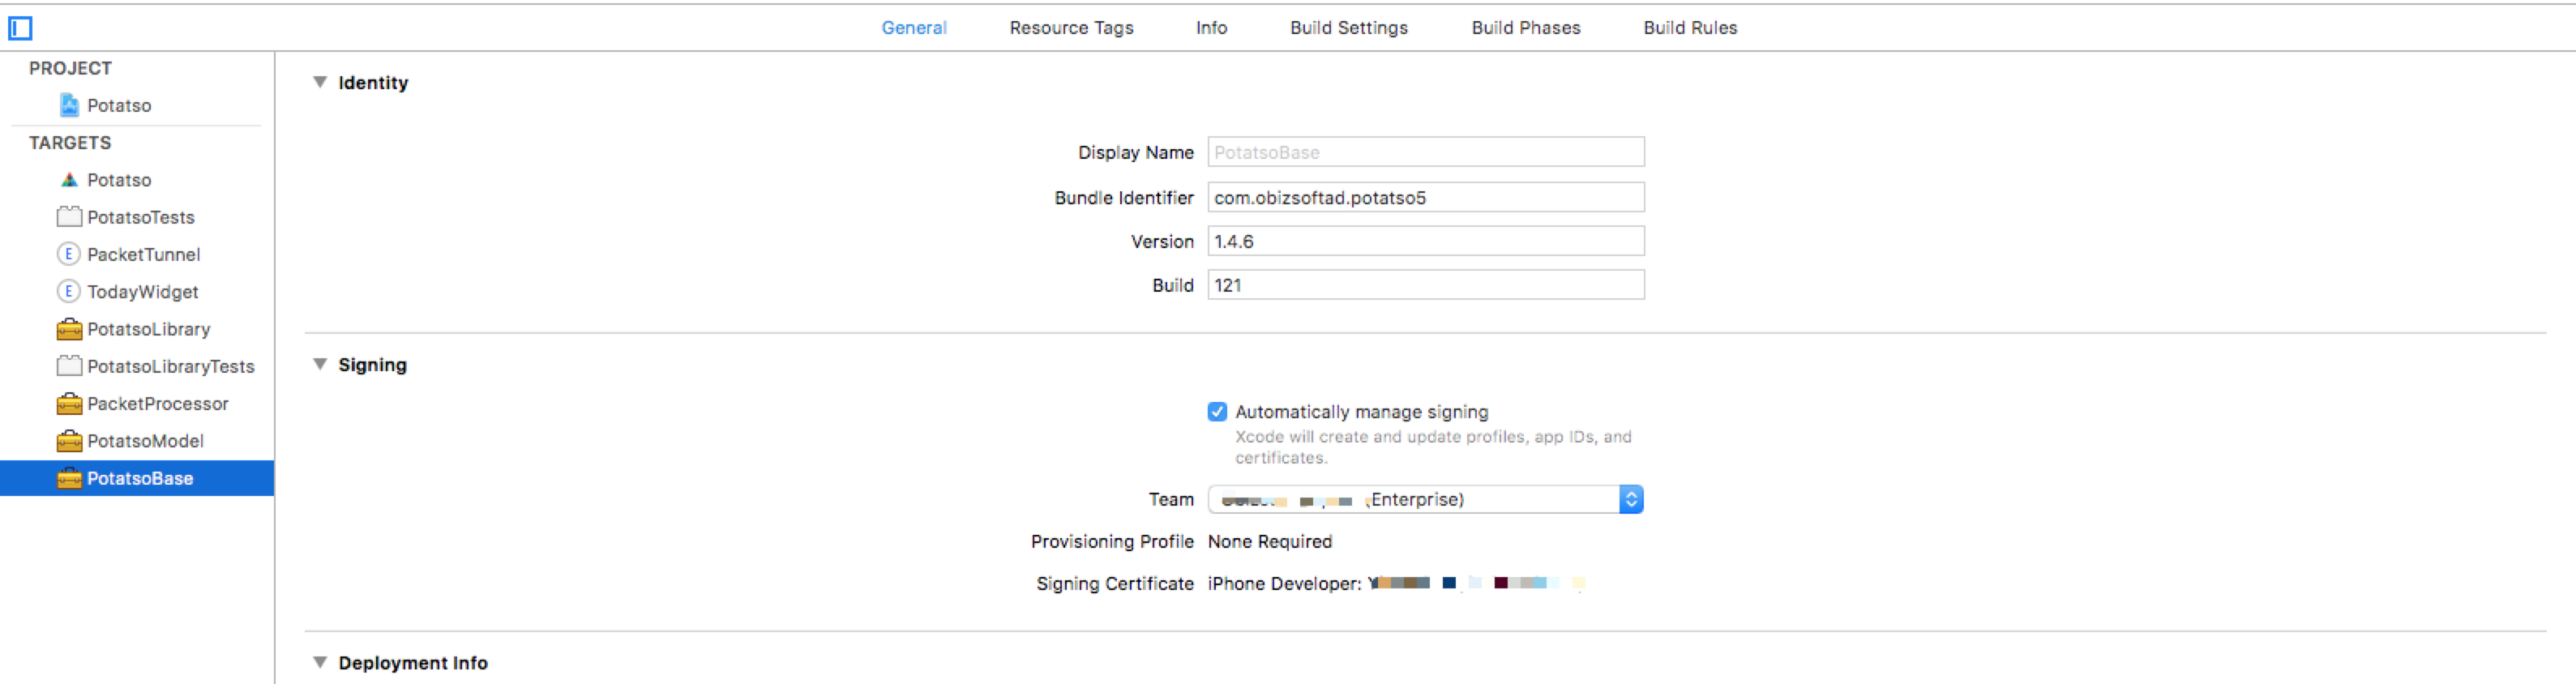 General Resource Tags Info Build Settings Build Phases Build Rules
PROJECT
Potatso
TARGETS
Potatso
PotatsoTests
E PacketTunnel
E TodayWidget
PotatsoLibrary
PotatsoLibraryTests
PacketProcessor
PotatsoModel
PotatsoBase
Identity
Display Name PotatsoBase
Bundle Identifier com.obizsoftad.potatso5
Version 1.4.6
Build 121
Signing
Automatically manage signing
Xcode will create and update profiles, app IDs, and
certificates.
Team (Enterprise)
Provisioning Profile None Required
Signing Certificate iPhone Developer:
Deployment Info